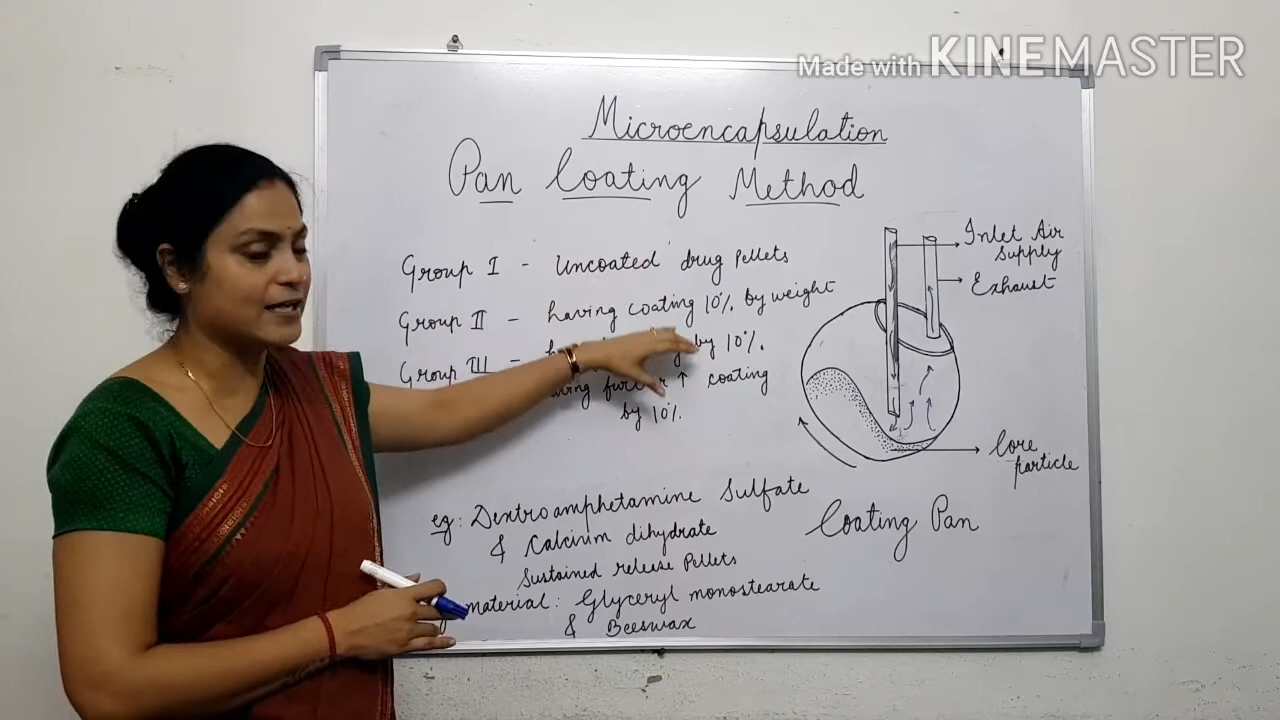 Made with KINEMASTER
Microencapsulation
Pan Coating Method
Group I - Uncoated drug pellets
Group II - having coating 10% by weight
Group III - by 10%.
further ↑ coating
by 10%.
Inlet Air
Supply
Exhaust
Core
particle
Coating Pan
eg: Dextroamphetamine Sulfate
& Calcium dihydrate
Sustained release Pellets
material: Glyceryl monostearate
& Beeswax